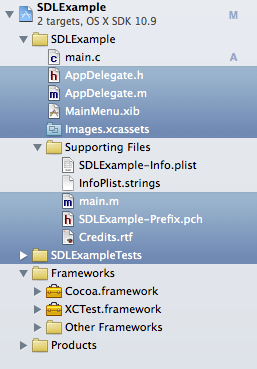 SDLExample
2 targets, OS X SDK 10.9
M
SDLExample
main.c
A
AppDelegate.h
AppDelegate.m
MainMenu.xib
Images.xcassets
Supporting Files
SDLExample-Info.plist
InfoPlist.strings
main.m
SDLExample-Prefix.pch
Credits.rtf
SDLExampleTests
Frameworks
Cocoa.framework
XCTest.framework
Other Frameworks
Products